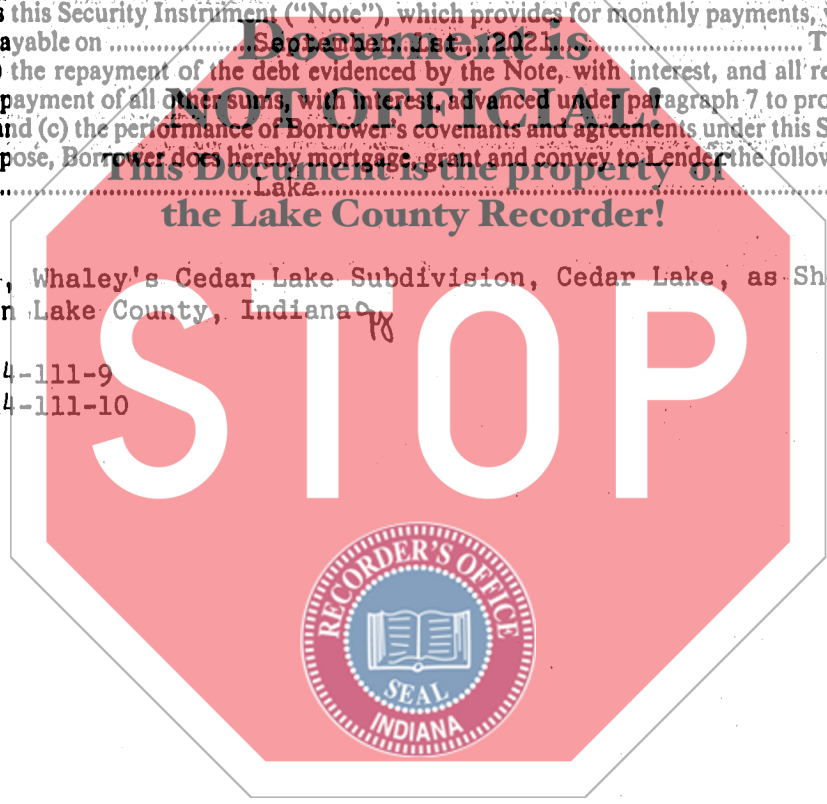 s this Security Instrument (“Note”), which provides for monthly payments,
ayable on September 1st, 2021 T
the repayment of the debt evidenced by the Note, with interest, and all re
payment of all other sums, with interest, advanced under paragraph 7 to pro
nd (c) the performance of Borrower's covenants and agreements under this S
pose, Borrower does hereby mortgage, grant and convey to Lender the follow
Lake
Document is
NOT OFFICIAL!
This Document is the property of
the Lake County Recorder!
, Whaley's Cedar Lake Subdivision, Cedar Lake, as Sh
n Lake County, Indiana
4-111-9
4-111-10
STOP
RECORDER'S OFFICE
SEAL
INDIANA